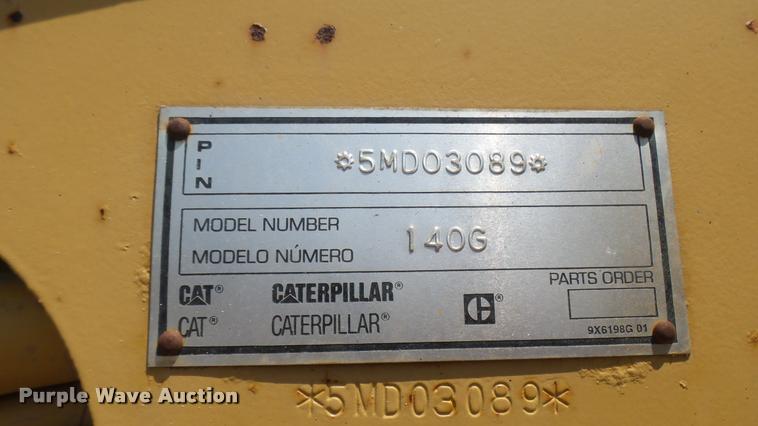 PIN
*5MD03089*
MODEL NUMBER
MODELO NÚMERO
140G
CAT® CATERPILLAR®
CAT® CATERPILLAR®
C®
PARTS ORDER
9X6198G 01
*5MD03089*
Purple Wave Auction